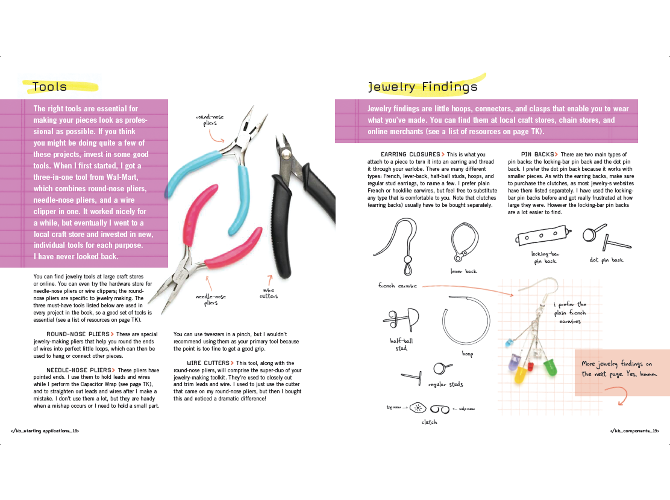 Tools
The right tools are essential for
making your pieces look as profes-
sional as possible. If you think
you might be doing quite a few of
these projects, invest in some good
tools. When I first started, I got a
three-in-one tool from Wal-Mart,
which combines round-nose pliers,
needle-nose pliers, and a wire
clipper in one. It worked nicely for
a while, but eventually I went to a
local craft store and invested in new,
individual tools for each purpose.
I have never looked back.
You can find jewelry tools at large craft stores
or online. You can even try the hardware store for
needle-nose pliers or wire clippers; the round-
nose pliers are specific to jewelry making. The
three must-have tools listed below are used in
every project in the book, so a good set of tools is
essential (see a list of resources on page TK).
ROUND-NOSE PLIERS> These are special
jewelry-making pliers that help you round the ends
of wires into perfect little loops, which can then be
used to hang or connect other pieces.
NEEDLE-NOSE PLIERS> These pliers have
pointed ends. I use them to hold leads and wires
while I perform the Capacitor Wrap (see page TK),
and to straighten out leads and wires after I make a
mistake. I don't use them a lot, but they are handy
when a mishap occurs or I need to hold a small part.
round-nose
pliers
needle-nose
pliers
wire
cutters
You can use tweezers in a pinch, but I wouldn't
recommend using them as your primary tool because
the point is too fine to get a good grip.
WIRE CUTTERS> This tool, along with the
round-nose pliers, will comprise the super-duo of your
jewelry-making toolkit. They're used to closely cut
and trim leads and wire. I used to just use the cutter
that came on my round-nose pliers, but then I bought
this and noticed a dramatic difference!
Jewelry Findings
Jewelry findings are little hoops, connectors, and clasps that enable you to wear
what you've made. You can find them at local craft stores, chain stores, and
online merchants (see a list of resources on page TK).
EARRING CLOSURES> This is what you
attach to a piece to turn it into an earring and thread
it through your earlobe. There are many different
types. French, lever-back, half-ball studs, hoops, and
regular stud earrings, to name a few. I prefer plain
French or hooklike earwires, but feel free to substitute
any type that is comfortable to you. Note that clutches
(earring backs) usually have to be bought separately.
PIN BACKS> There are two main types of
pin backs: the locking-bar pin back and the dot pin
back. I prefer the dot pin back because it works with
smaller pieces. As with the earring backs, make sure
to purchase the clutches, as most jewelry-s websites
have them listed separately. I have used the locking-
bar pin backs before and got really frustrated at how
large they were. However the locking-bar pin backs
are a lot easier to find.
french earwire
lever back
locking-bar
pin back
dot pin back
half-ball
stud
hoop
regular studs
clutch
I prefer the
plain french
earwires
More jewelry findings on
the next page. Yes, hmmm.